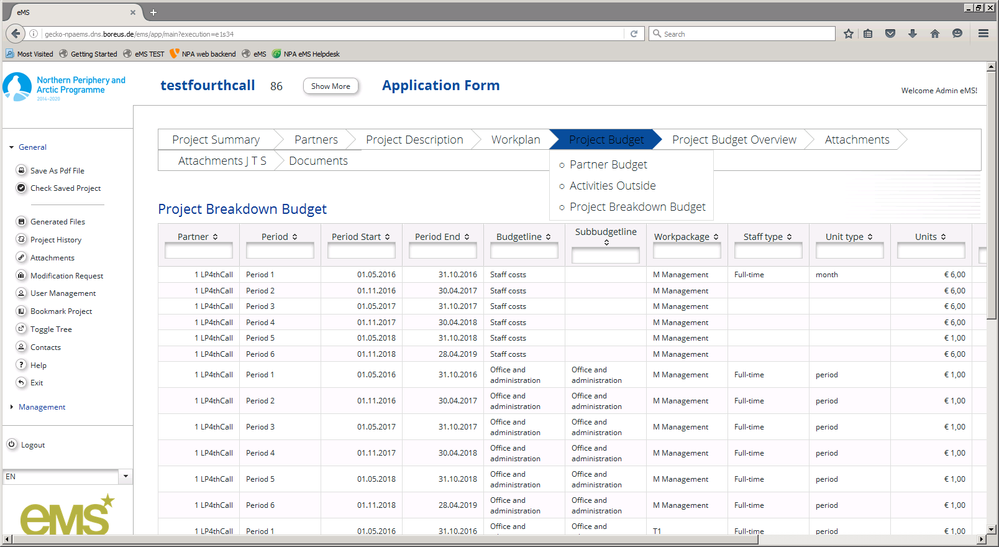 eMS
gecko-npaems.dns.boreus.de/ems/app/main?execution=e1s34
Search
Most Visited Getting Started eMS TEST NPA web backend eMS NPA eMS Helpdesk
Northern Periphery and
Arctic Programme
2014-2020
testfourthcall 86 Show More Application Form
Welcome Admin eMS!
General
Save As Pdf File
Check Saved Project
Generated Files
Project History
Attachments
Modification Request
User Management
Bookmark Project
Toggle Tree
Contacts
Help
Exit
Management
Logout
EN
eMS
Project Summary Partners Project Description Workplan Project Budget Project Budget Overview Attachments
Attachments J T S Documents
Partner Budget
Activities Outside
Project Breakdown Budget
Project Breakdown Budget
Partner Period Period Start Period End Budgetline Subbudgetline Workpackage Staff type Unit type Units
1 LP4thCall Period 1 01.05.2016 31.10.2016 Staff costs M Management Full-time month € 6,00
1 LP4thCall Period 2 01.11.2016 30.04.2017 Staff costs M Management € 6,00
1 LP4thCall Period 3 01.05.2017 31.10.2017 Staff costs M Management € 6,00
1 LP4thCall Period 4 01.11.2017 30.04.2018 Staff costs M Management € 6,00
1 LP4thCall Period 5 01.05.2018 31.10.2018 Staff costs M Management € 1,00
1 LP4thCall Period 6 01.11.2018 28.04.2019 Staff costs M Management € 6,00
Office and Office and
1 LP4thCall Period 1 01.05.2016 31.10.2016 M Management Full-time period € 1,00
administration administration
Office and Office and
1 LP4thCall Period 2 01.11.2016 30.04.2017 M Management Full-time period € 1,00
administration administration
Office and Office and
1 LP4thCall Period 3 01.05.2017 31.10.2017 M Management Full-time period € 1,00
administration administration
Office and Office and
1 LP4thCall Period 4 01.11.2017 30.04.2018 M Management Full-time period € 1,00
administration administration
Office and Office and
1 LP4thCall Period 5 01.05.2018 31.10.2018 M Management Full-time period € 1,00
administration administration
Office and Office and
1 LP4thCall Period 6 01.11.2018 28.04.2019 M Management Full-time period € 1,00
administration administration
Office and Office and
1 LP4thCall Period 1 01.05.2016 31.10.2016 T1 Full-time period € 1,00